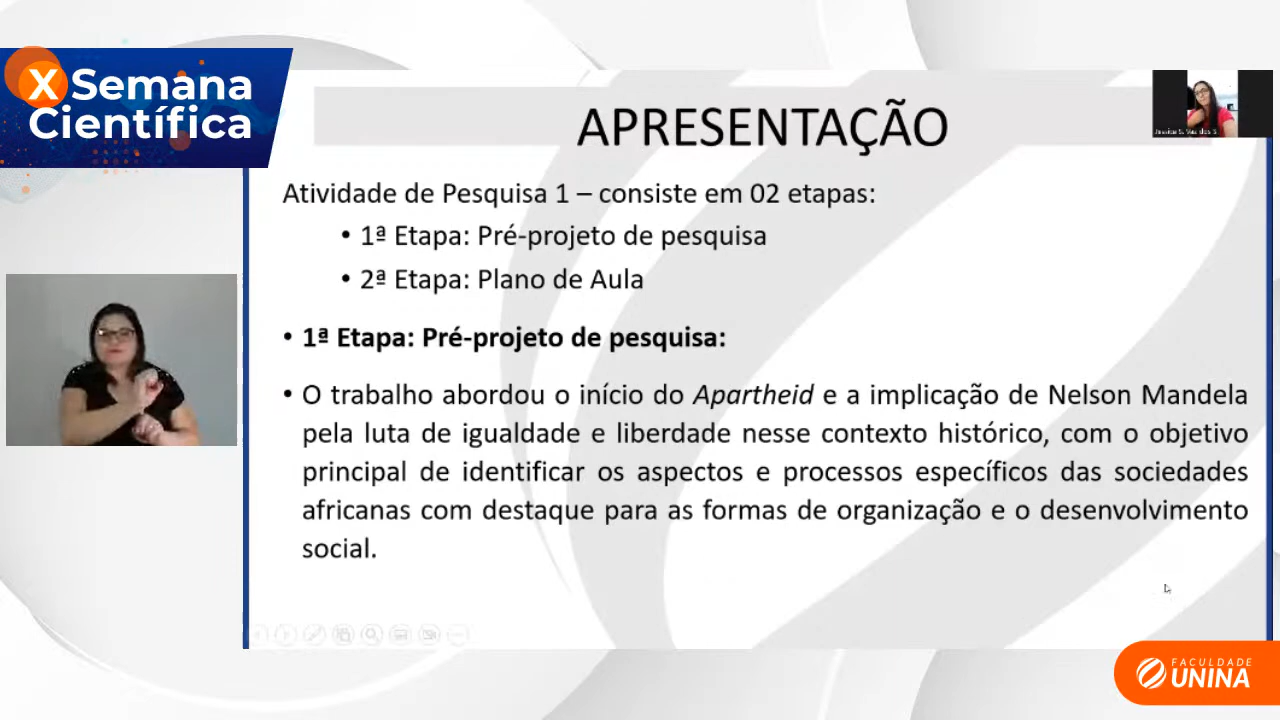 X Semana
Científica
APRESENTAÇÃO
Atividade de Pesquisa 1 – consiste em 02 etapas:
• 1ª Etapa: Pré-projeto de pesquisa
• 2ª Etapa: Plano de Aula
• 1ª Etapa: Pré-projeto de pesquisa:
• O trabalho abordou o início do Apartheid e a implicação de Nelson Mandela
pela luta de igualdade e liberdade nesse contexto histórico, com o objetivo
principal de identificar os aspectos e processos específicos das sociedades
africanas com destaque para as formas de organização e o desenvolvimento
social.
FACULDADE
UNINA